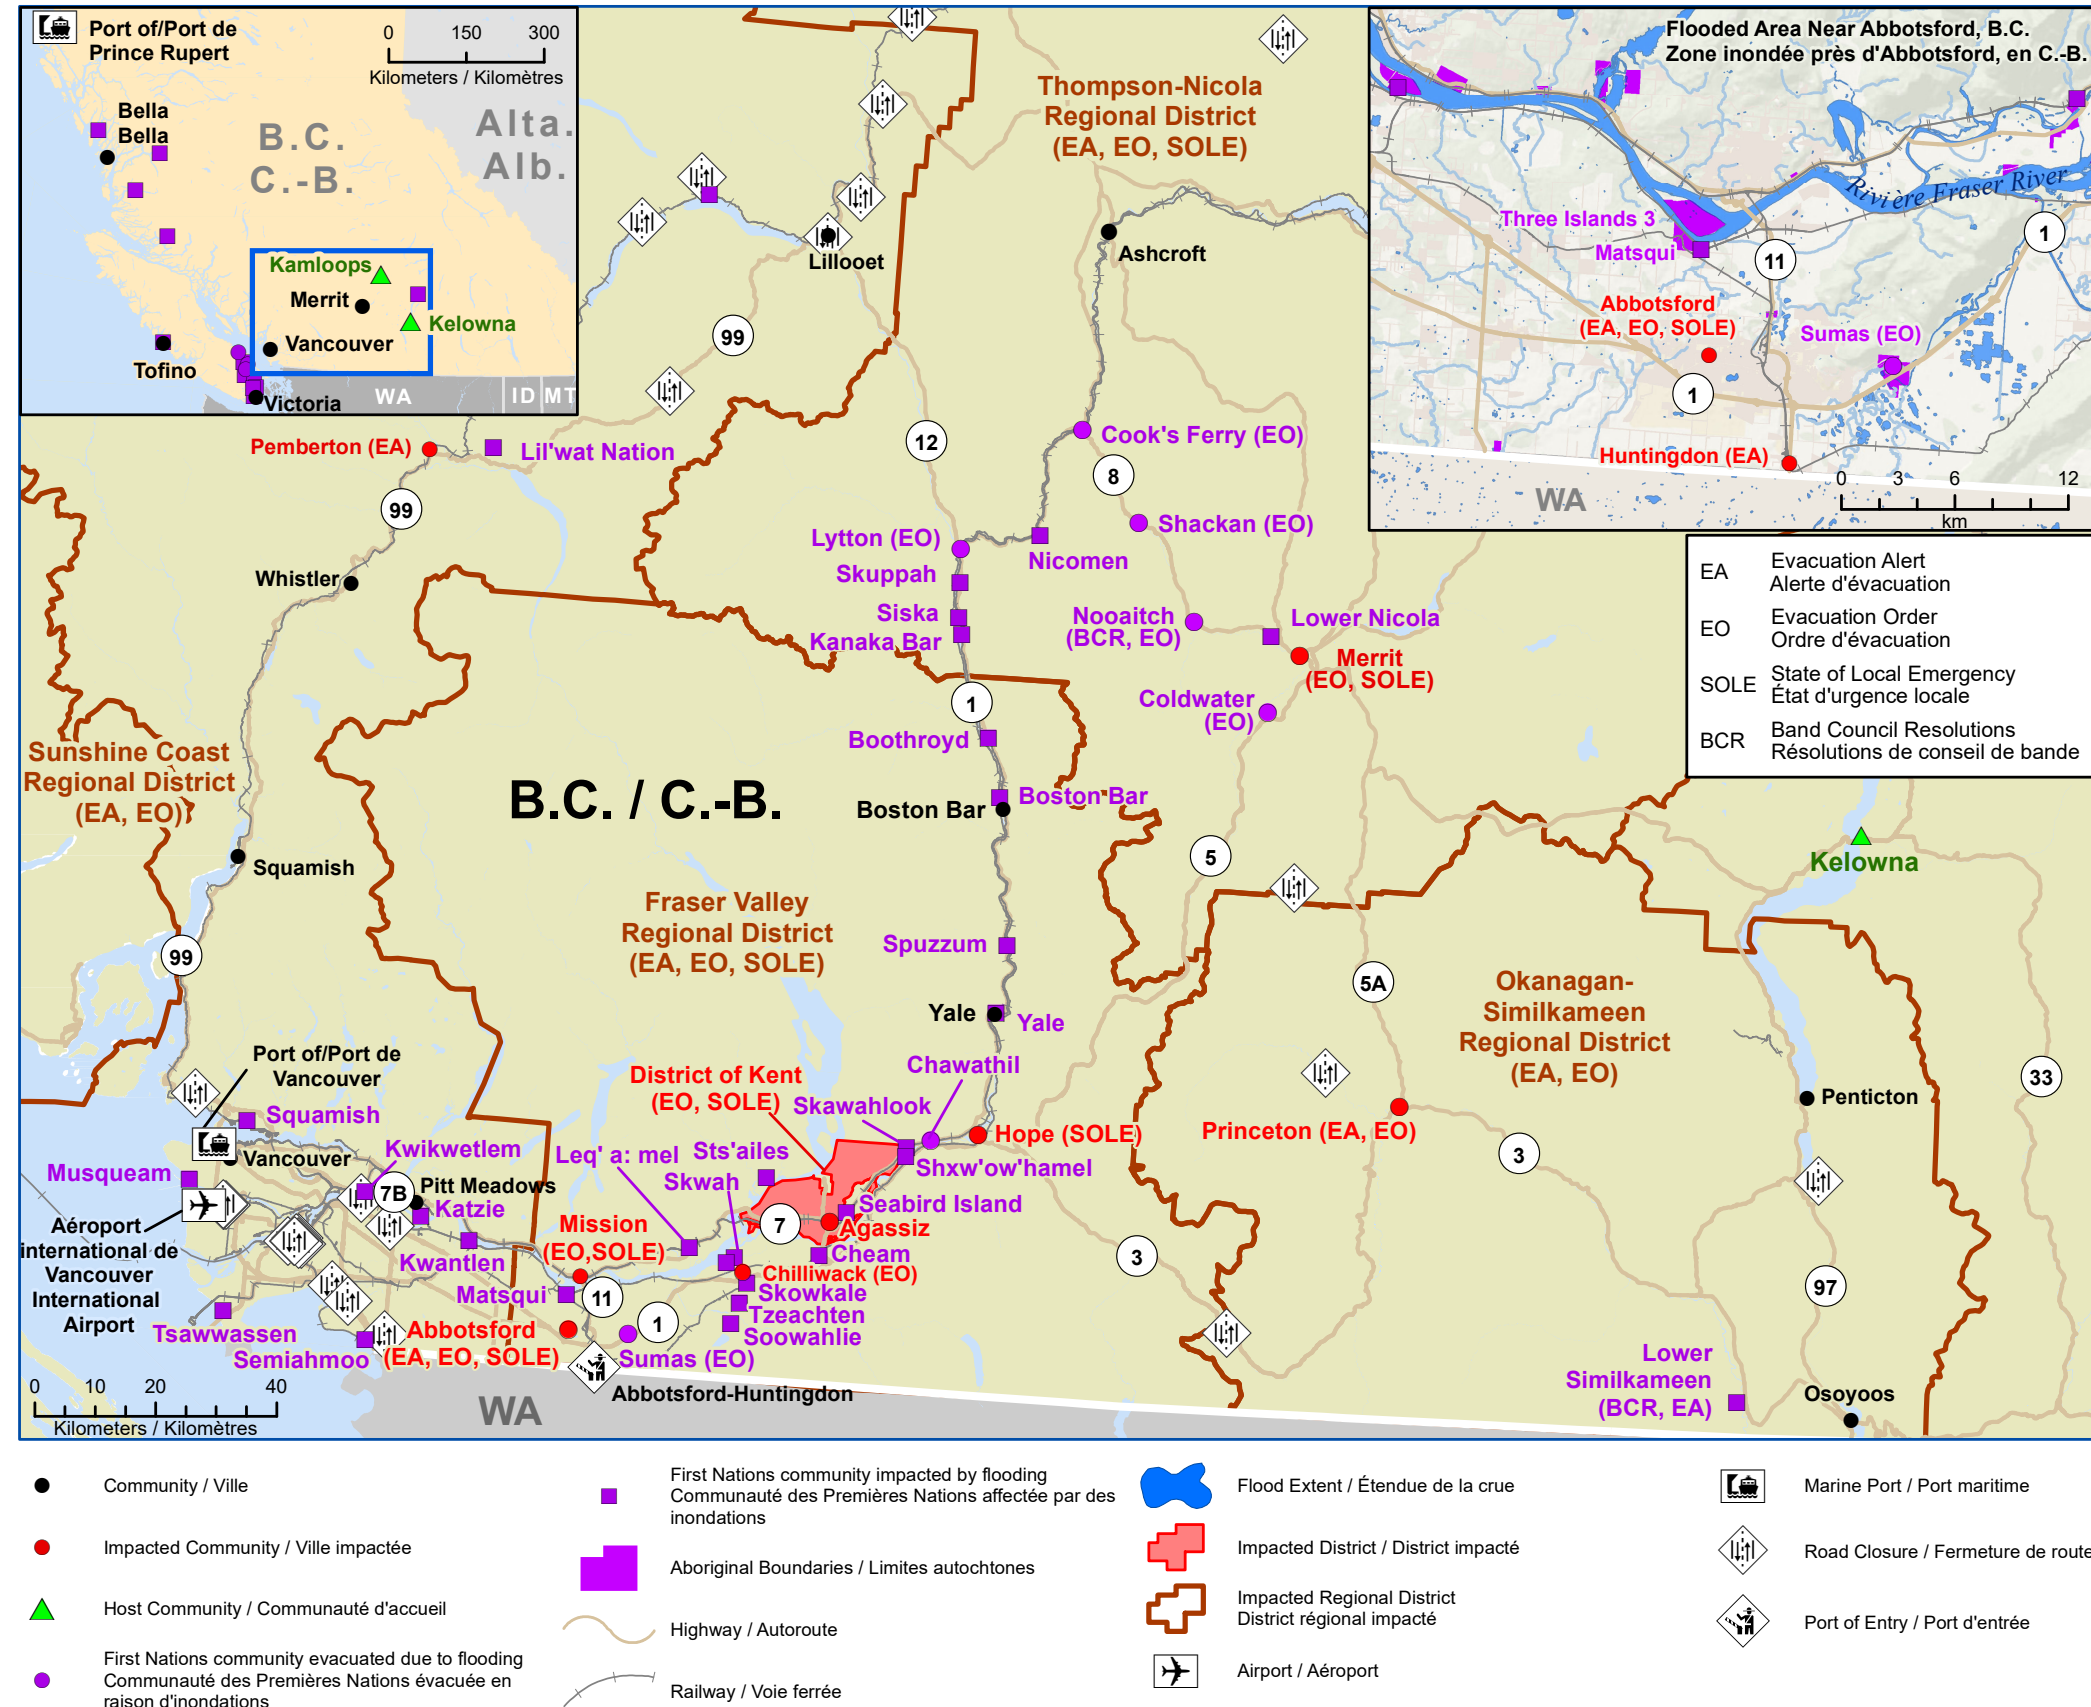 Port of/Port de
Prince Rupert
0 150 300
Kilometers / Kilomètres
Bella
Bella
B.C.
C.-B.
Alta.
Alb.
Kamloops
Merrit
Kelowna
Vancouver
Tofino
Victoria
WA
ID
MT
Flooded Area Near Abbotsford, B.C.
Zone inondée près d'Abbotsford, en C.-B.
Rivière Fraser River
Three Islands 3
Matsqui
1
11
Abbotsford
(EA, EO, SOLE)
Sumas (EO)
1
Huntingdon (EA)
WA
0 3 6 12
km
EA
Evacuation Alert
Alerte d'évacuation
EO
Evacuation Order
Ordre d'évacuation
SOLE
State of Local Emergency
État d'urgence locale
BCR
Band Council Resolutions
Résolutions de conseil de bande
Thompson-Nicola
Regional District
(EA, EO, SOLE)
Ashcroft
Lillooet
99
12
Pemberton (EA)
Lil'wat Nation
Cook's Ferry (EO)
8
99
Shackan (EO)
Lytton (EO)
Nicomen
Skuppah
Whistler
Siska
Kanaka Bar
Nooaitch
(BCR, EO)
Lower Nicola
Merrit
(EO, SOLE)
Coldwater
(EO)
1
Boothroyd
Sunshine Coast
Regional District
(EA, EO)
B.C. / C.-B.
Boston Bar
Boston Bar
5
Kelowna
Squamish
Fraser Valley
Regional District
(EA, EO, SOLE)
Spuzzum
99
5A
Okanagan-
Similkameen
Regional District
(EA, EO)
Yale
Yale
33
Port of/Port de
Vancouver
Chawathil
District of Kent
(EO, SOLE)
Skawahlook
Penticton
Squamish
Hope (SOLE)
Princeton (EA, EO)
3
Kwikwetlem
Leq' a: mel
Sts'ailes
Shxw'ow'hamel
Vancouver
Musqueam
Skwah
7B
Pitt Meadows
Katzie
Seabird Island
7
Agassiz
Aéroport
international de
Vancouver
International
Airport
Mission
(EO,SOLE)
Cheam
3
Kwantlen
Chilliwack (EO)
Matsqui
11
Skowkale
97
Tzeachten
1
Soowahlie
Tsawwassen
Semiahmoo
Abbotsford
(EA, EO, SOLE)
Sumas (EO)
Lower
Similkameen
(BCR, EA)
Abbotsford-Huntingdon
Osoyoos
WA
0 10 20 40
Kilometers / Kilomètres
Community / Ville
Impacted Community / Ville impactée
Host Community / Communauté d'accueil
First Nations community evacuated due to flooding
Communauté des Premières Nations évacuée en
raison d'inondations
First Nations community impacted by flooding
Communauté des Premières Nations affectée par des
inondations
Aboriginal Boundaries / Limites autochtones
Highway / Autoroute
Railway / Voie ferrée
Flood Extent / Étendue de la crue
Impacted District / District impacté
Impacted Regional District
District régional impacté
Airport / Aéroport
Marine Port / Port maritime
Road Closure / Fermeture de route
Port of Entry / Port d'entrée